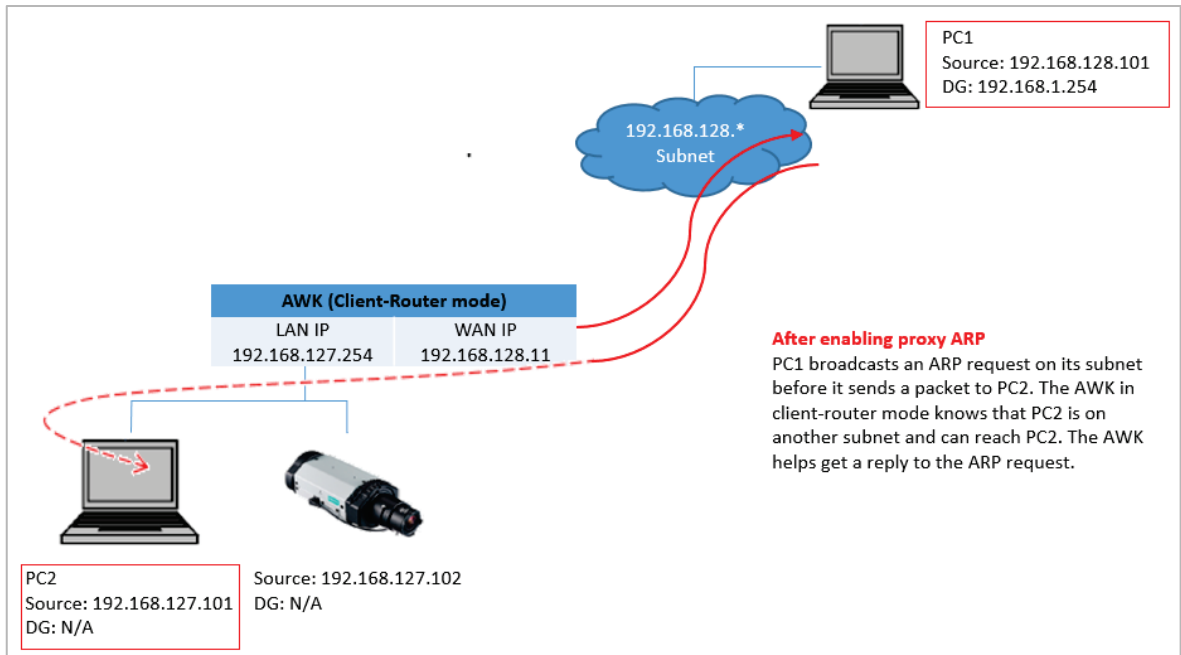 PC1
Source: 192.168.128.101
DG: 192.168.1.254
192.168.128.*
Subnet
AWK (Client-Router mode)
LAN IP
192.168.127.254
WAN IP
192.168.128.11
After enabling proxy ARP
PC1 broadcasts an ARP request on its subnet
before it sends a packet to PC2. The AWK in
client-router mode knows that PC2 is on
another subnet and can reach PC2. The AWK
helps get a reply to the ARP request.
PC2
Source: 192.168.127.101
DG: N/A
Source: 192.168.127.102
DG: N/A